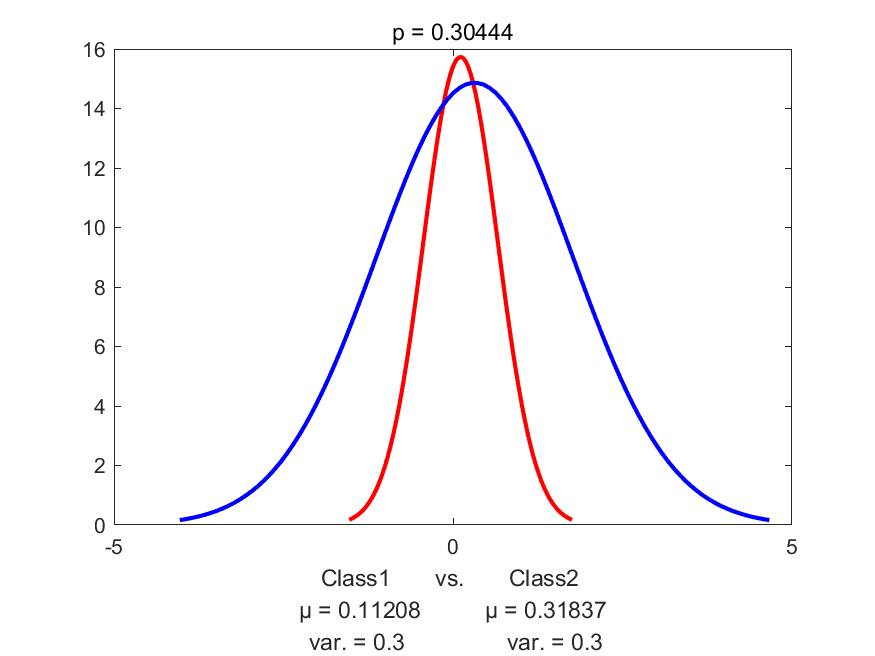 p = 0.30444
16
14
12
10
8
6
4
2
0
-5 0 5
Class1 vs. Class2
μ = 0.11208 μ = 0.31837
var. = 0.3 var. = 0.3